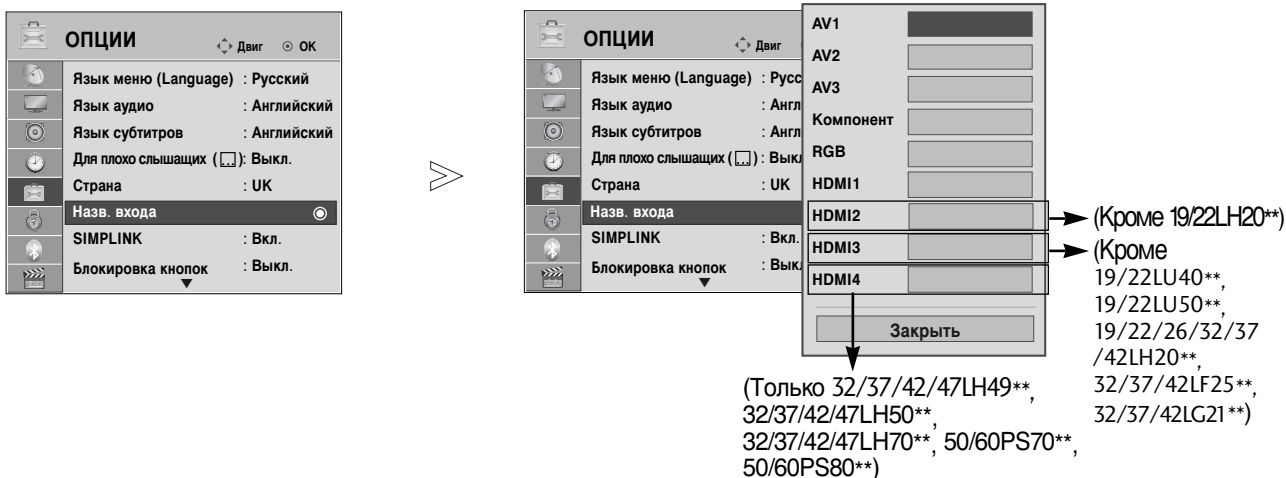 ОПЦИИ
Двиг ОК
Язык меню (Language) : Русский
Язык аудио : Английский
Язык субтитров : Английский
Для плохо слышащих ( ): Выкл.
Страна : UK
Назв. входа
SIMPLINK : Вкл.
Блокировка кнопок : Выкл.
ОПЦИИ
Двиг
Язык меню (Language) : Русс
Язык аудио : Англ
Язык субтитров : Англ
Для плохо слышащих ( ) : Выкл
Страна : UK
Назв. входа
SIMPLINK : Вкл.
Блокировка кнопок : Выкл
AV1
AV2
AV3
Компонент
RGB
HDMI1
HDMI2
HDMI3
HDMI4
Закрыть
(Кроме 19/22LH20**)
(Кроме
19/22LU40**,
19/22LU50**,
19/22/26/32/37
/42LH20**,
32/37/42LF25**,
32/37/42LG21**)
(Только 32/37/42/47LH49**,
32/37/42/47LH50**,
32/37/42/47LH70**, 50/60PS70**,
50/60PS80**)